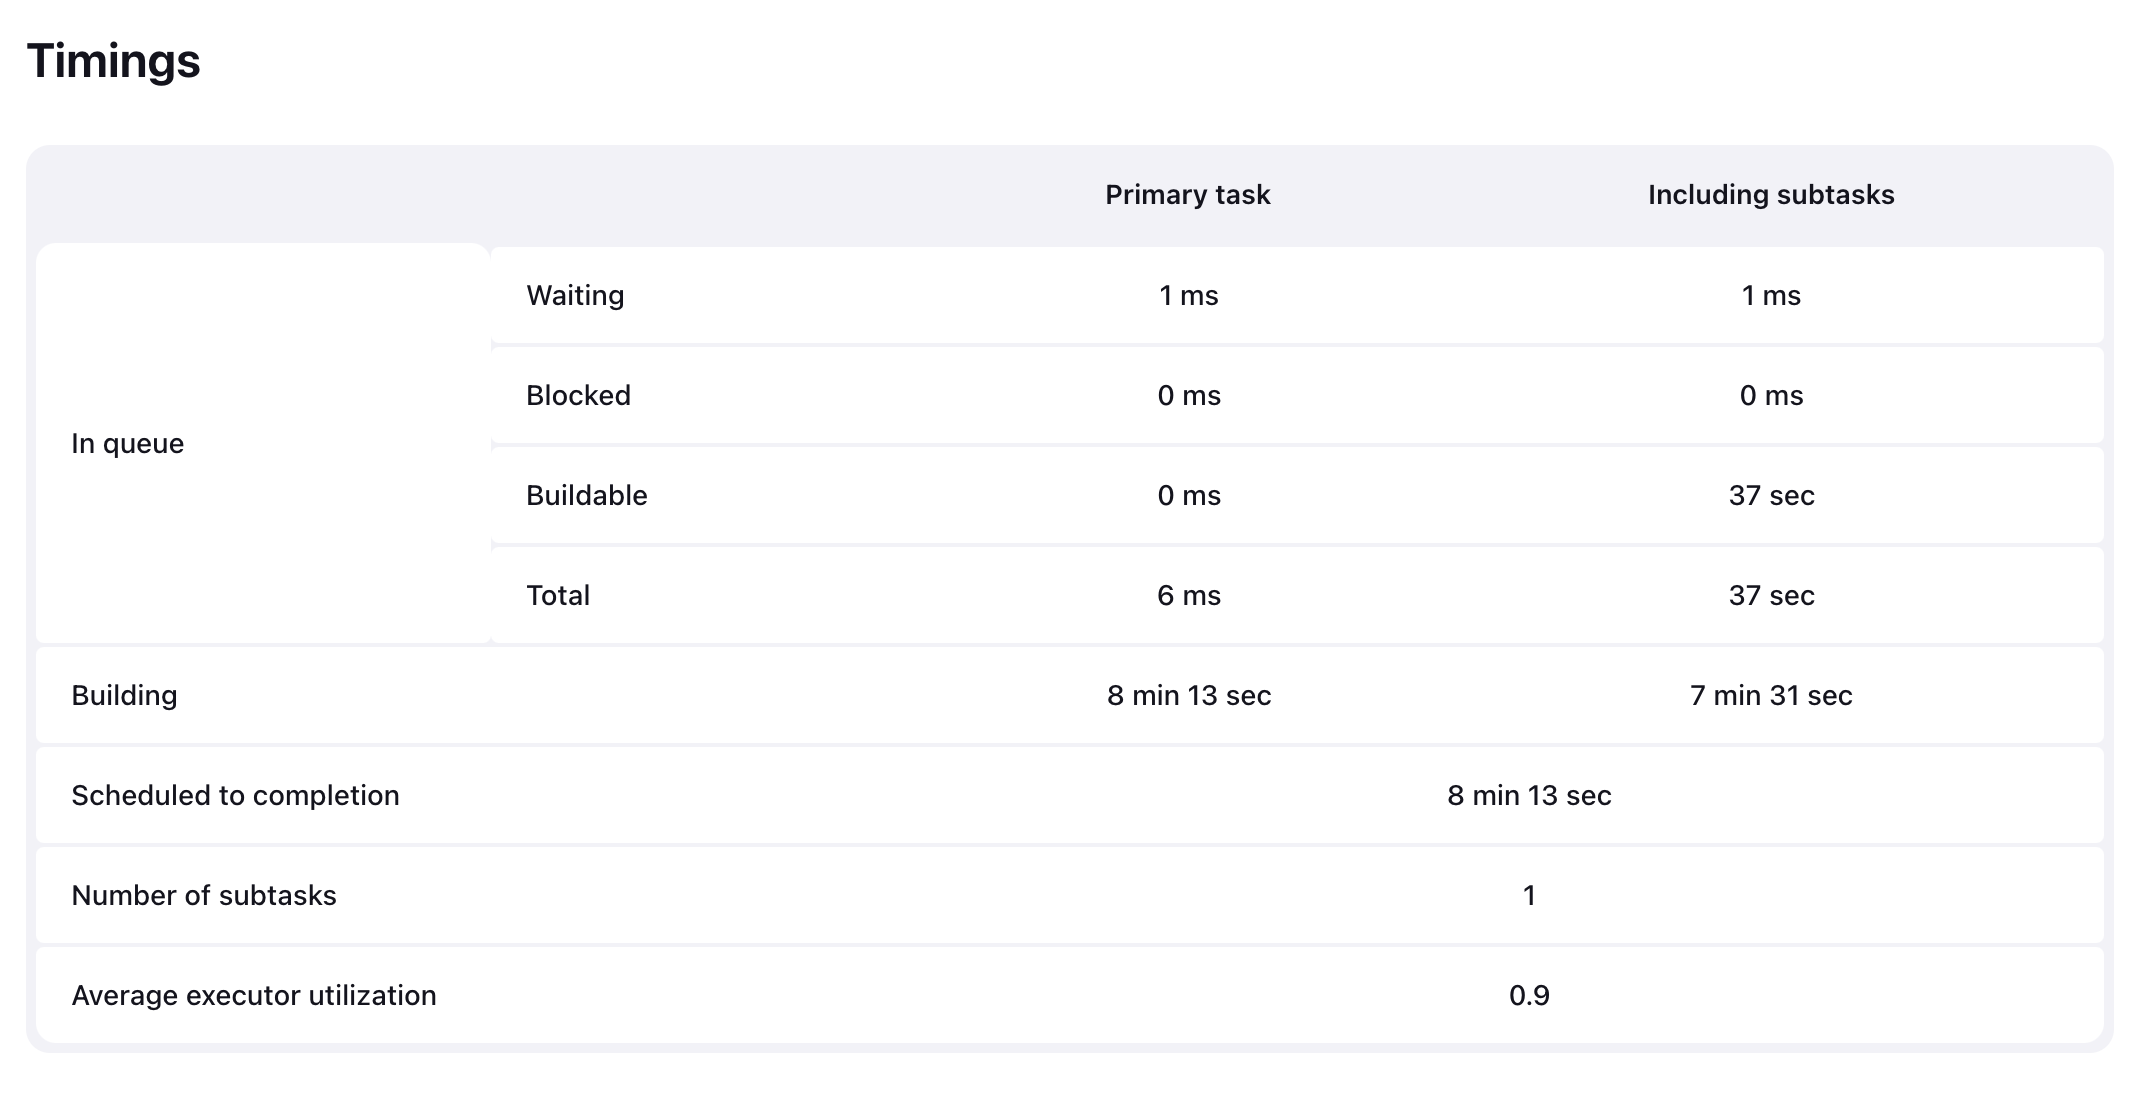 Timings
Primary task Including subtasks
Waiting 1 ms 1 ms
Blocked 0 ms 0 ms
In queue
Buildable 0 ms 37 sec
Total 6 ms 37 sec
Building 8 min 13 sec 7 min 31 sec
Scheduled to completion 8 min 13 sec
Number of subtasks 1
Average executor utilization 0.9